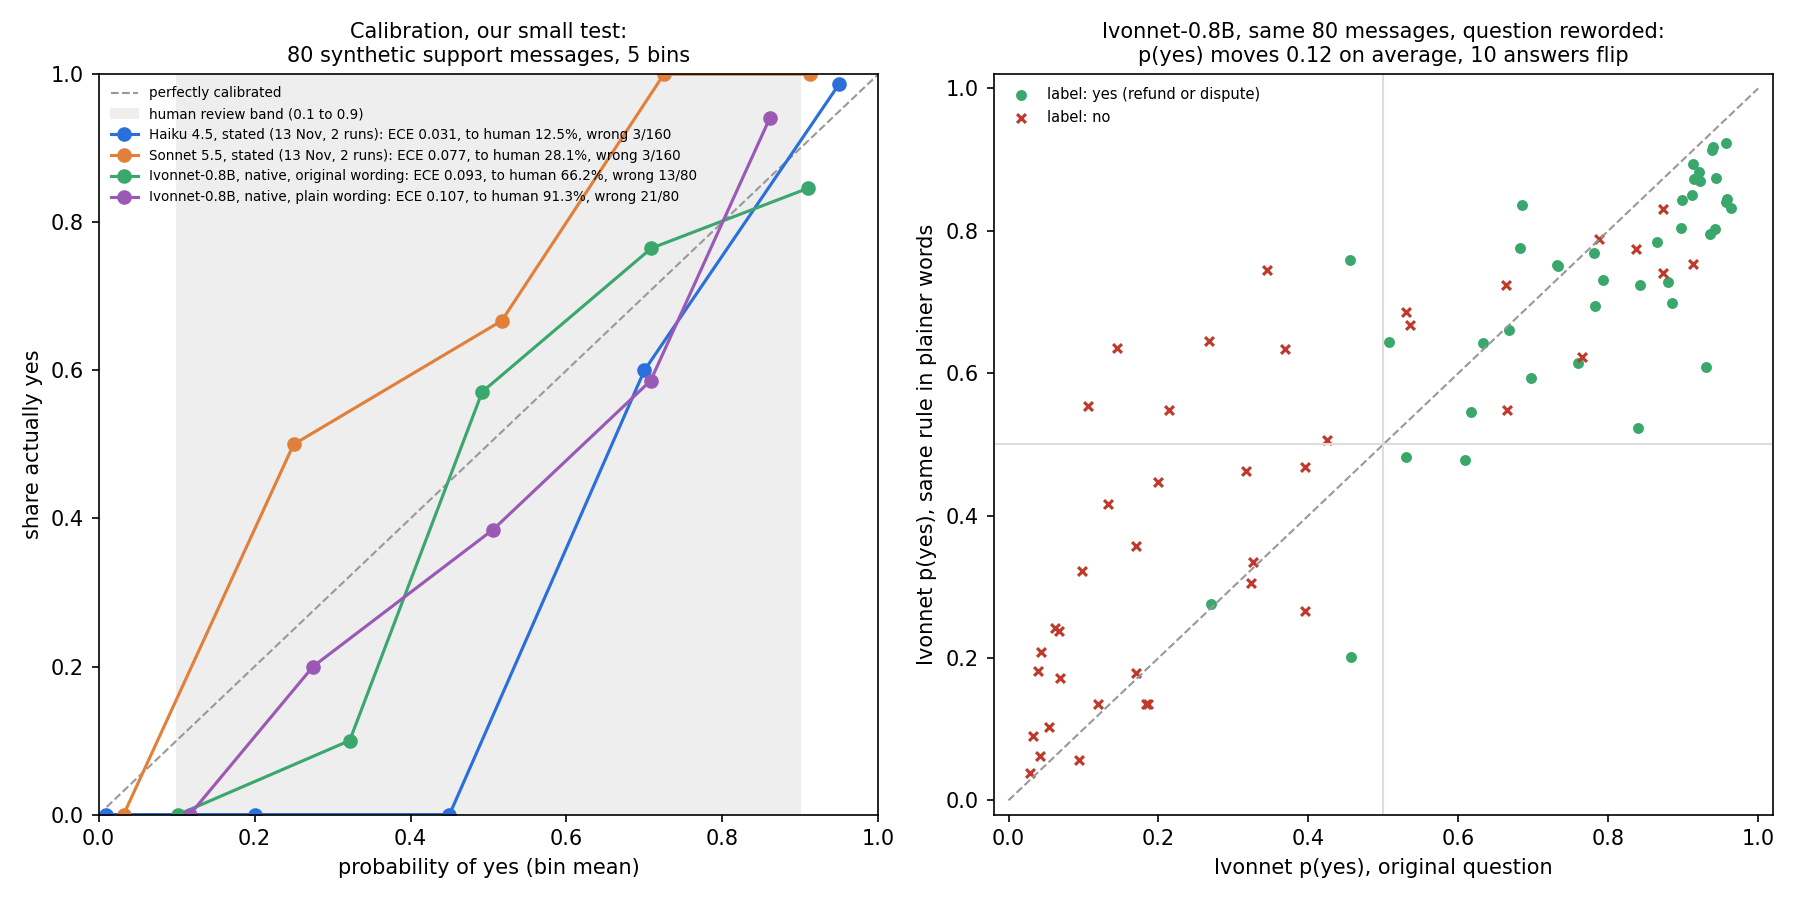 Calibration, our small test:
80 synthetic support messages, 5 bins
perfectly calibrated
human review band (0.1 to 0.9)
Haiku 4.5, stated (13 Nov, 2 runs): ECE 0.031, to human 12.5%, wrong 3/160
Sonnet 5.5, stated (13 Nov, 2 runs): ECE 0.077, to human 28.1%, wrong 3/160
Ivonnet-0.8B, native, original wording: ECE 0.093, to human 66.2%, wrong 13/80
Ivonnet-0.8B, native, plain wording: ECE 0.107, to human 91.3%, wrong 21/80
share actually yes
1.0
0.8
0.6
0.4
0.2
0.0
0.0 0.2 0.4 0.6 0.8 1.0
probability of yes (bin mean)
Ivonnet-0.8B, same 80 messages, question reworded:
p(yes) moves 0.12 on average, 10 answers flip
label: yes (refund or dispute)
label: no
Ivonnet p(yes), same rule in plainer words
1.0
0.8
0.6
0.4
0.2
0.0
0.0 0.2 0.4 0.6 0.8 1.0
Ivonnet p(yes), original question